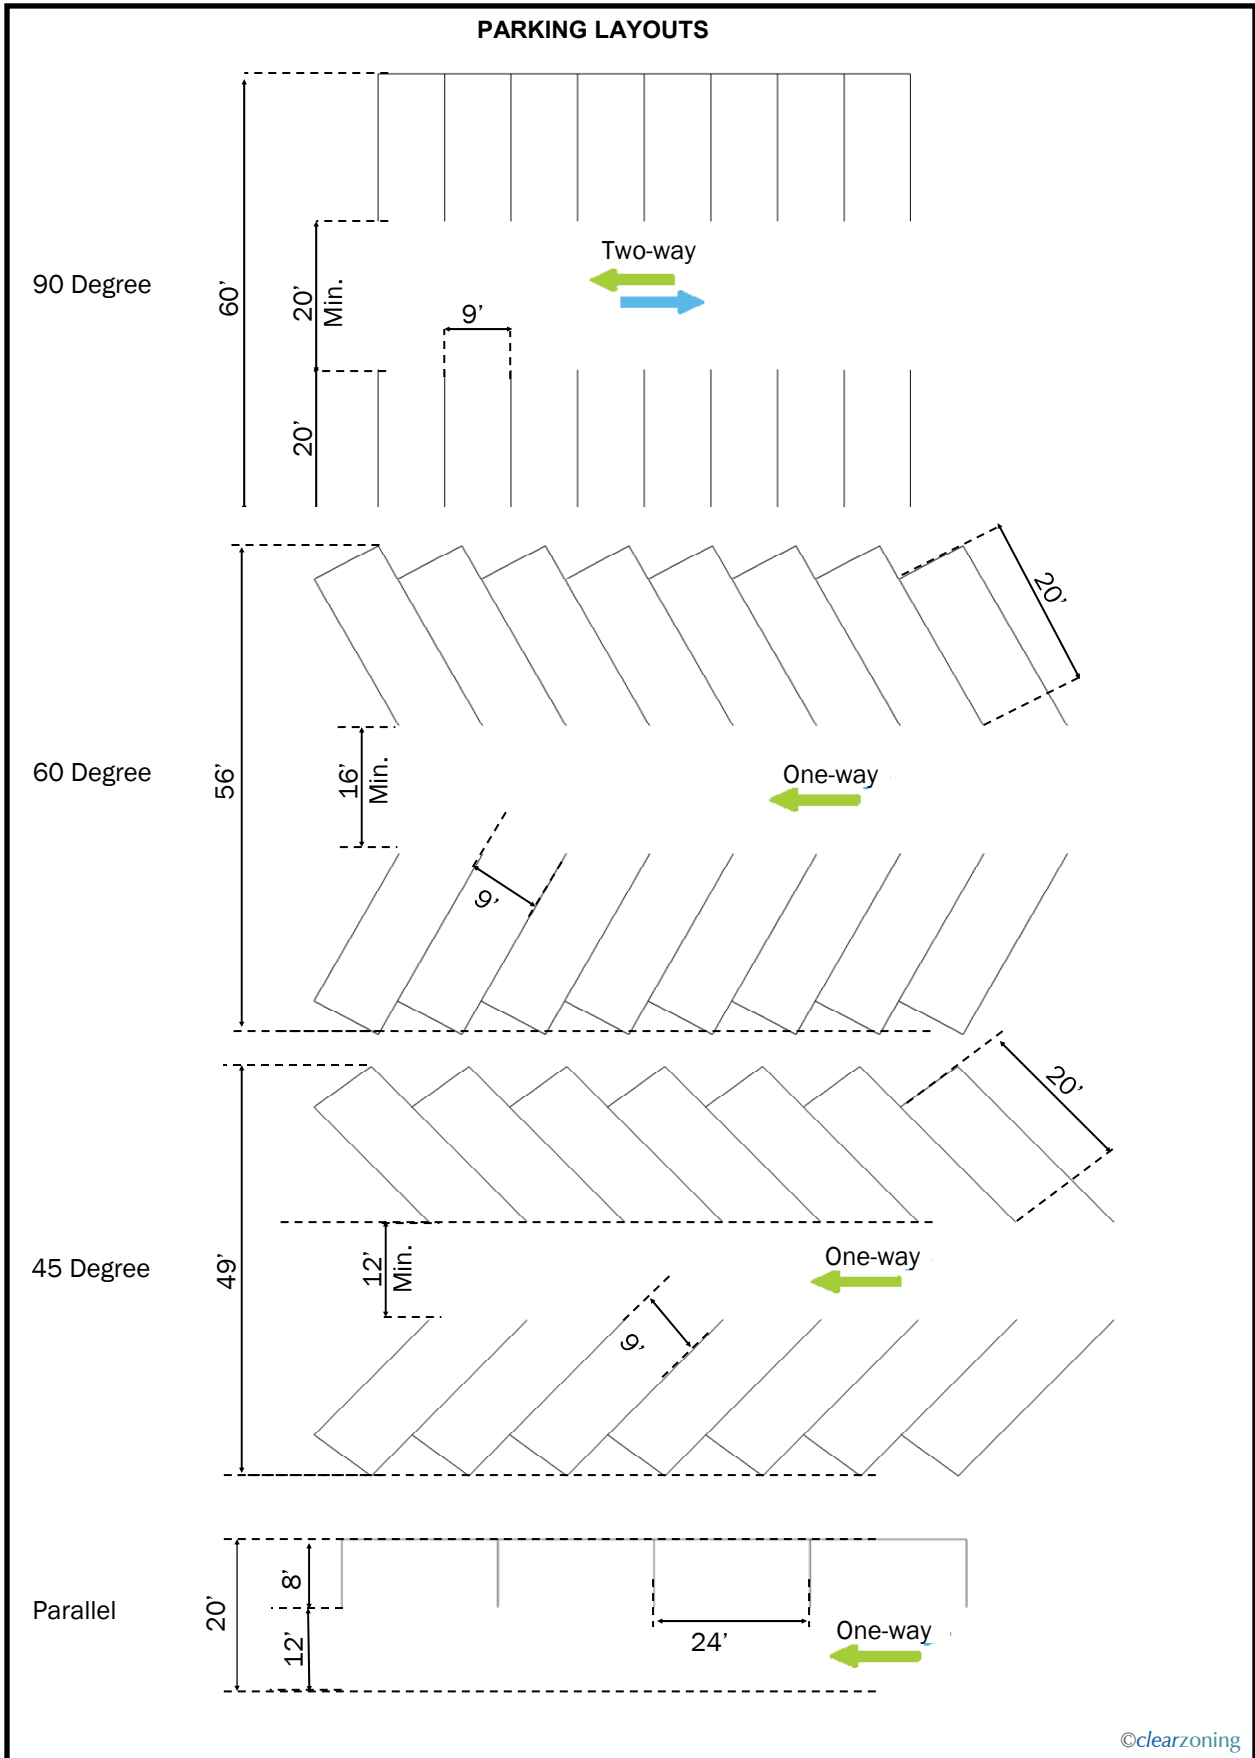 PARKING LAYOUTS
90 Degree
60'
20'
Min.
20'
9'
Two-way
60 Degree
56'
16'
Min.
9'
20'
One-way
45 Degree
49'
12'
Min.
9'
20'
One-way
Parallel
20'
8'
12'
24'
One-way
©clearzoning